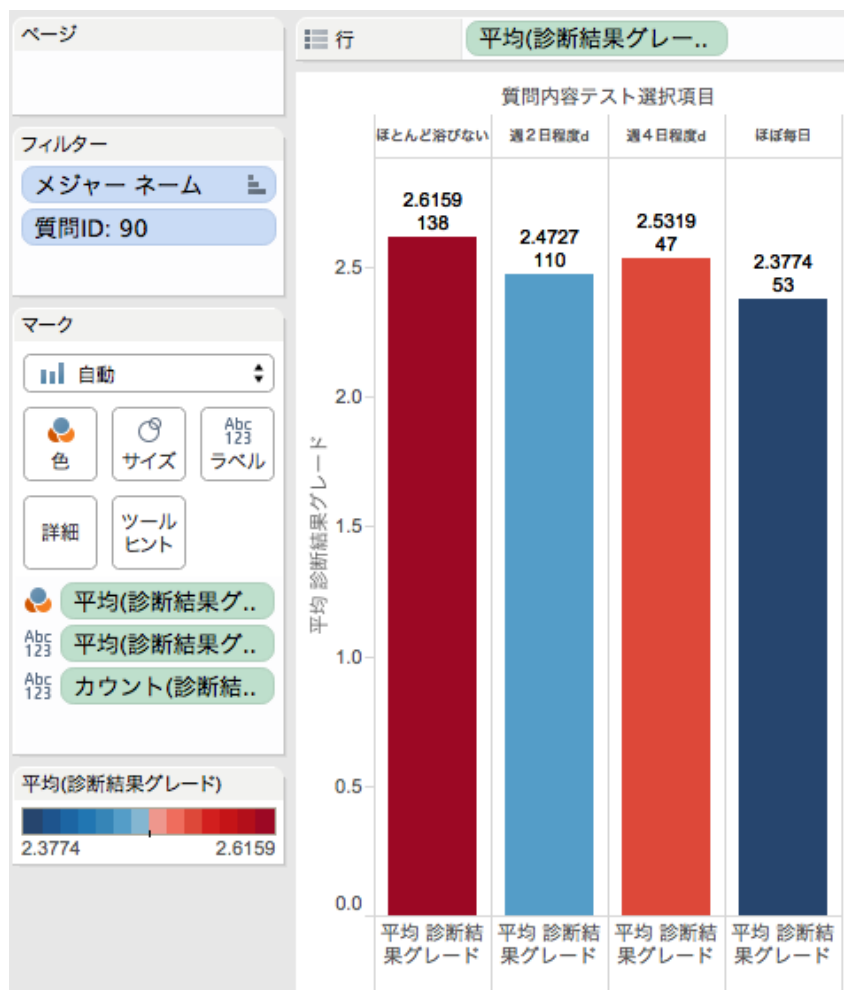 ページ
フィルター
メジャー ネーム
質問ID: 90
マーク
自動
色
サイズ
Abc
123
ラベル
詳細
ツール
ヒント
平均(診断結果グ..
Abc
123
平均(診断結果グ..
Abc
123
カウント(診断結..
平均(診断結果グレード)
2.3774 2.6159
行
平均(診断結果グレー..
質問内容テスト選択項目
ほとんど浴びない 週2日程度d 週4日程度d ほぼ毎日
2.6159
138
2.4727
110
2.5319
47
2.3774
53
平均 診断結果グレード
2.5
2.0
1.5
1.0
0.5
0.0
平均 診断結
果グレード
平均 診断結
果グレード
平均 診断結
果グレード
平均 診断結
果グレード